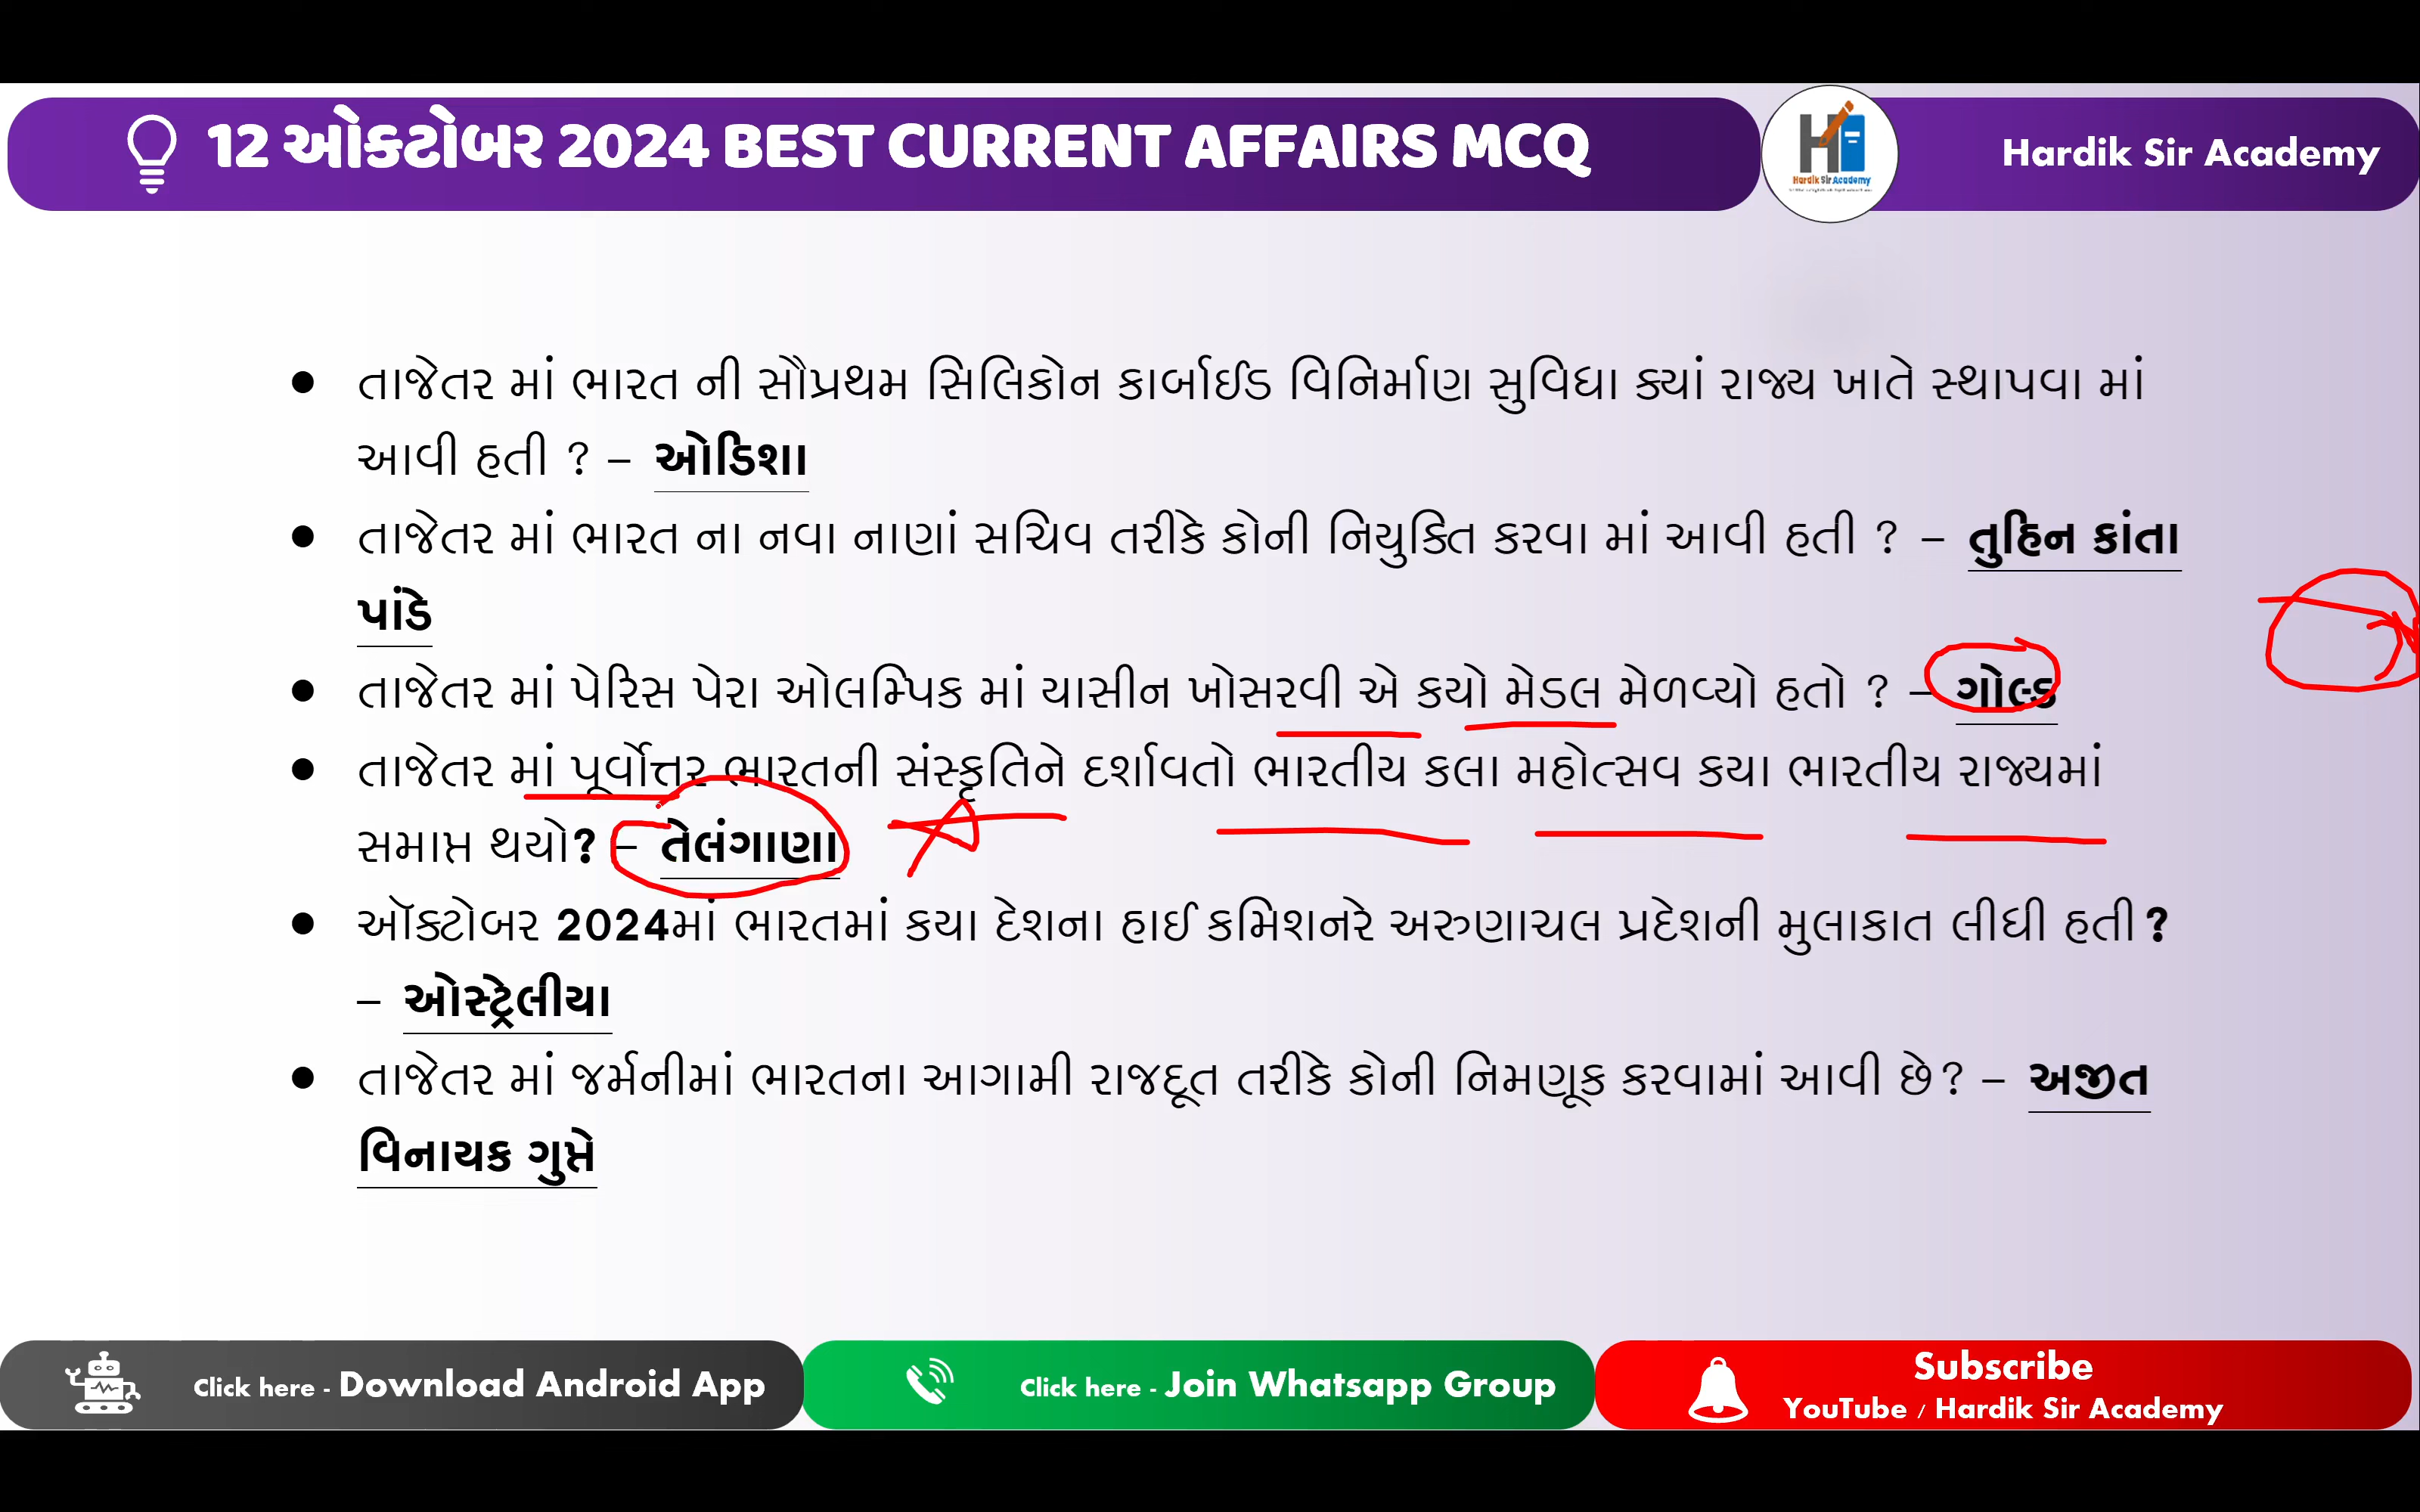 12 ઓક્ટોબર 2024 BEST CURRENT AFFAIRS MCQ
Hardik Sir Academy
Hardik Sir Academy
• તાજેતર માં ભારત ની સૌપ્રથમ સિલિકોન કાર્બાઈડ વિનિર્માણ સુવિધા ક્યાં રાજ્ય ખાતે સ્થાપવા માં
આવી હતી ? – ઓડિશા
• તાજેતર માં ભારત ના નવા નાણાં સચિવ તરીકે કોની નિયુક્તિ કરવા માં આવી હતી ? – તુહિન કાંતા
પાંડે
• તાજેતર માં પેરિસ પેરા ઓલમ્પિક માં યાસીન ખોસરવી એ કયો મેડલ મેળવ્યો હતો ? – ગોલ્ડ
• તાજેતર માં પૂર્વોત્તર ભારતની સંસ્કૃતિને દર્શાવતો ભારતીય કલા મહોત્સવ કયા ભારતીય રાજ્યમાં
સમાપ્ત થયો? – તેલંગાણા
• ઑક્ટોબર 2024માં ભારતમાં કયા દેશના હાઈ કમિશનરે અરુણાચલ પ્રદેશની મુલાકાત લીધી હતી?
– ઓસ્ટ્રેલીયા
• તાજેતર માં જર્મનીમાં ભારતના આગામી રાજદૂત તરીકે કોની નિમણૂક કરવામાં આવી છે? – અજીત
વિનાયક ગુપ્તે
Click here - Download Android App
Click here - Join Whatsapp Group
Subscribe
YouTube / Hardik Sir Academy